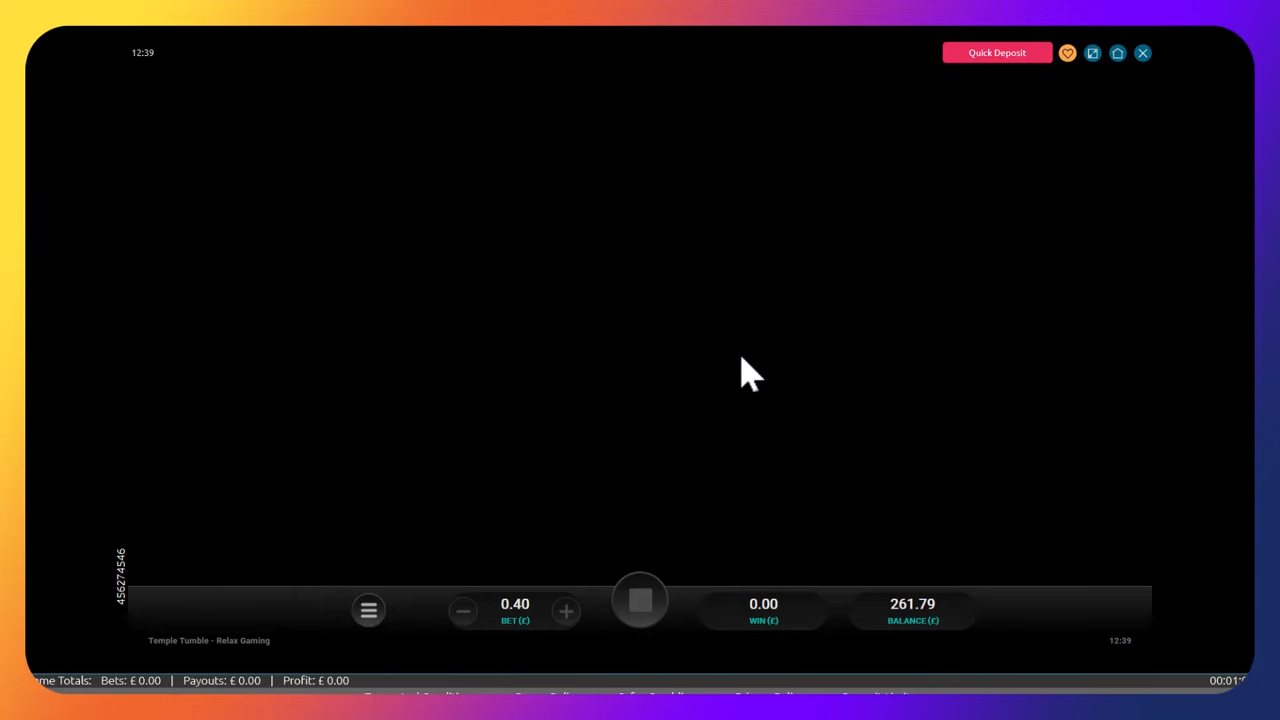 12:39
Quick Deposit
456274546
0.40
BET (£)
0.00
WIN (£)
261.79
BALANCE (£)
Temple Tumble - Relax Gaming
12:39
Totals: Bets: £ 0.00 | Payouts: £ 0.00 | Profit: £ 0.00